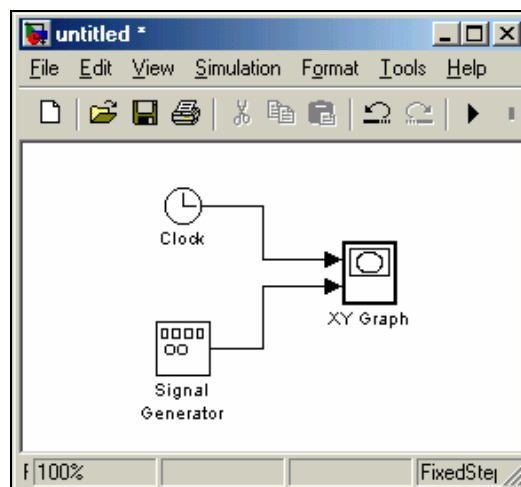 untitled *
File Edit View Simulation Format Tools Help
Clock
XY Graph
Signal
Generator
100%
FixedStep